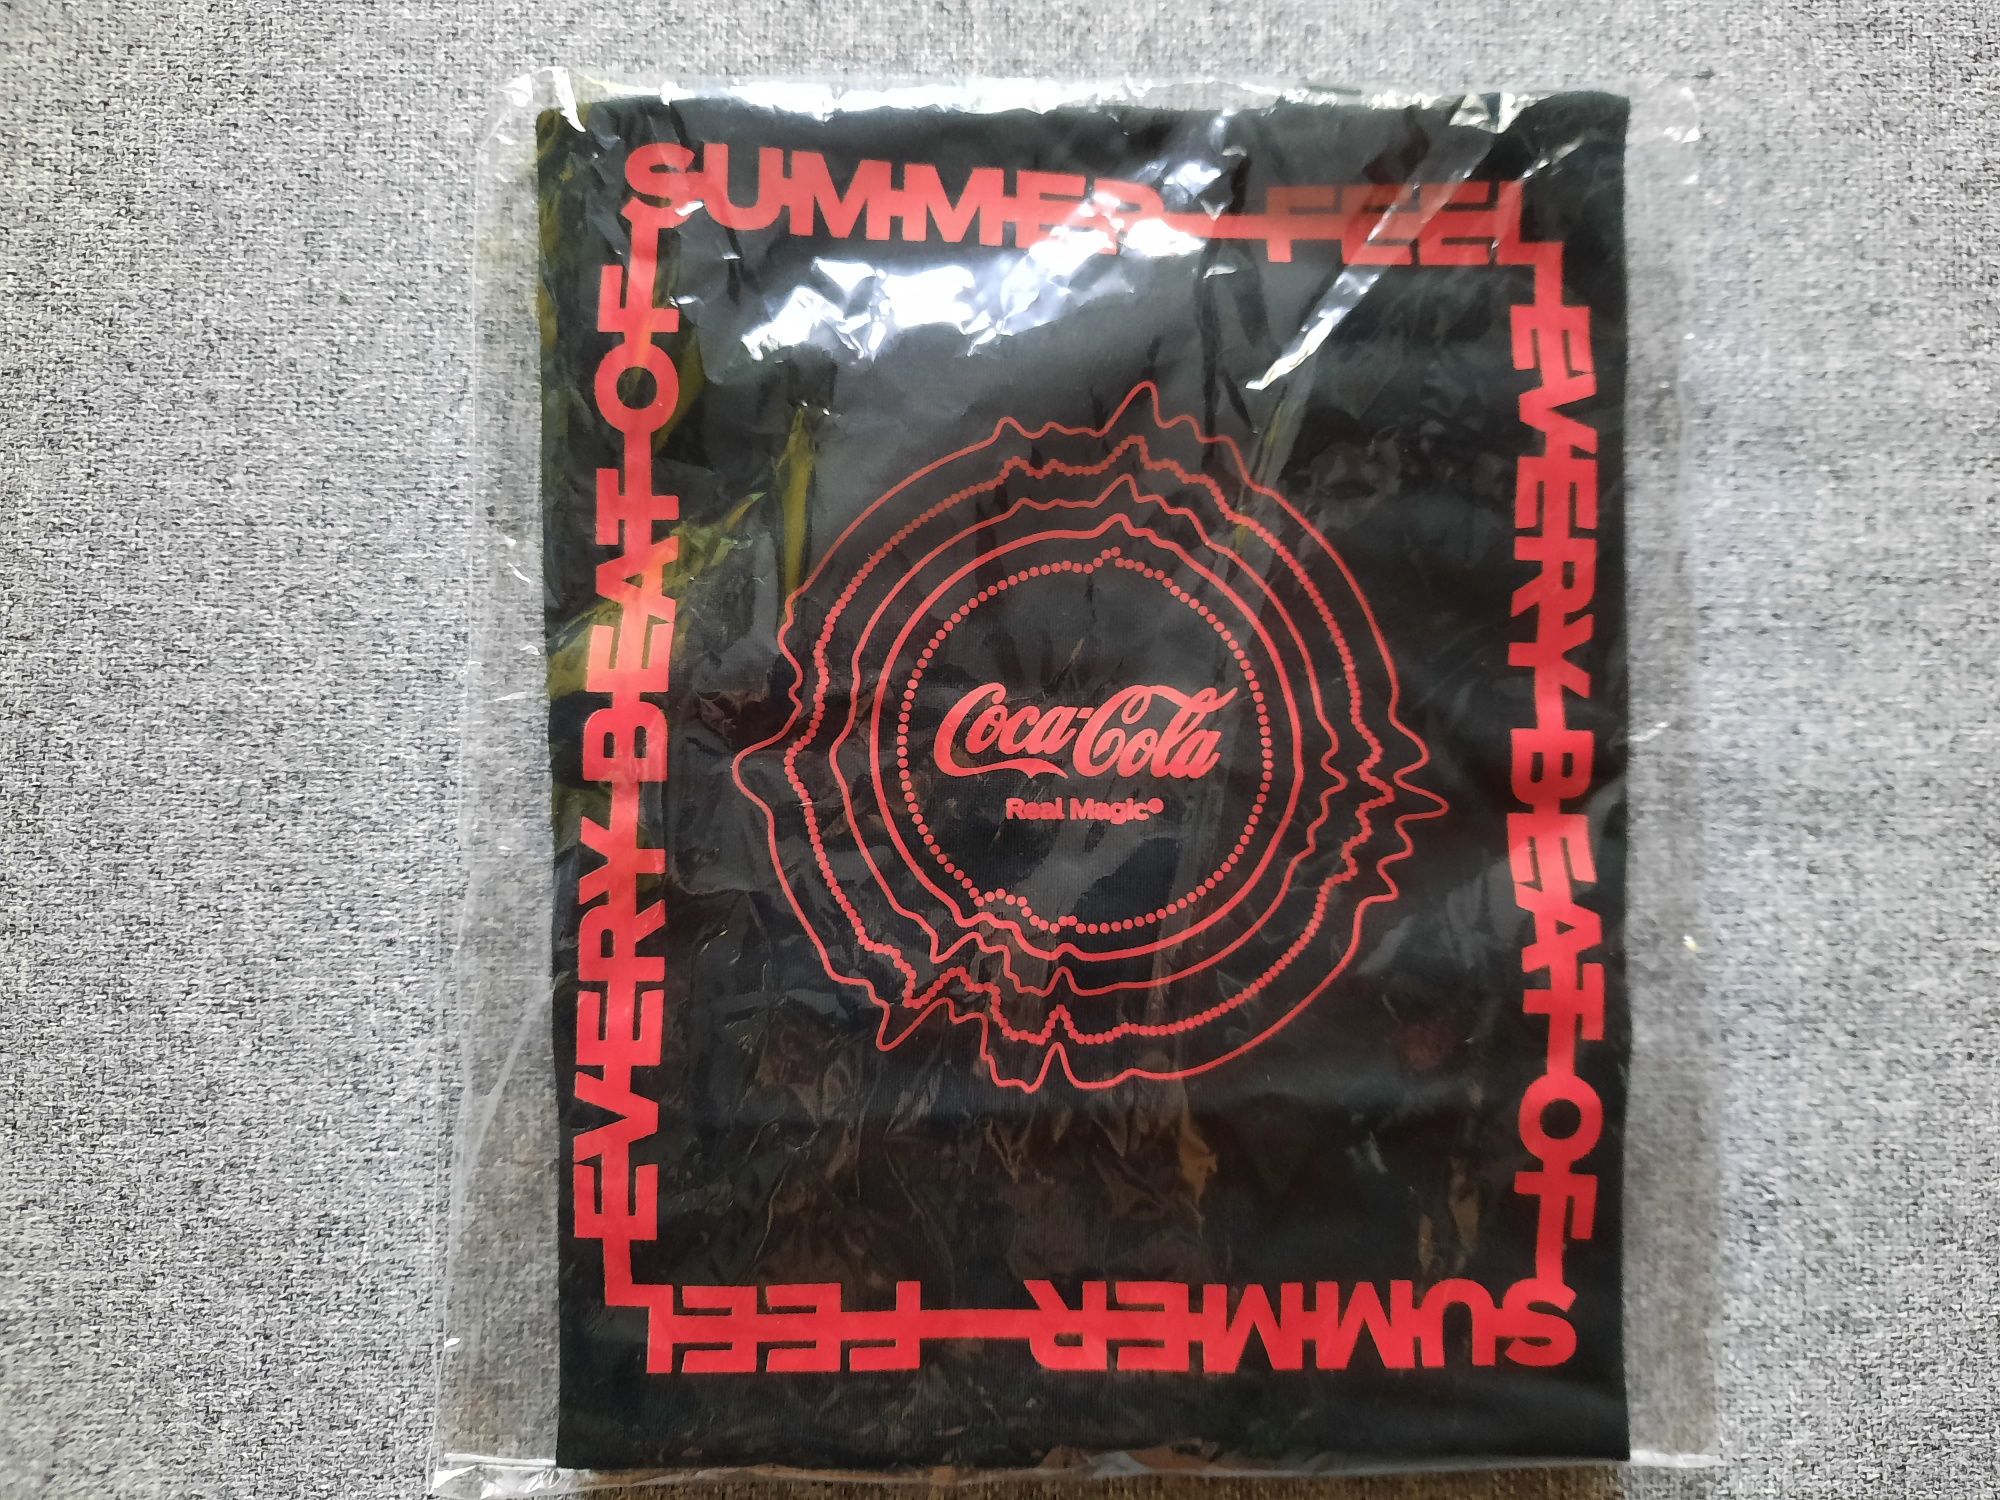 SUMMER FEEL
EVERY BEAT OF
Coca-Cola
Real Magic®
EVERY BEAT OF
SUMMER FEEL